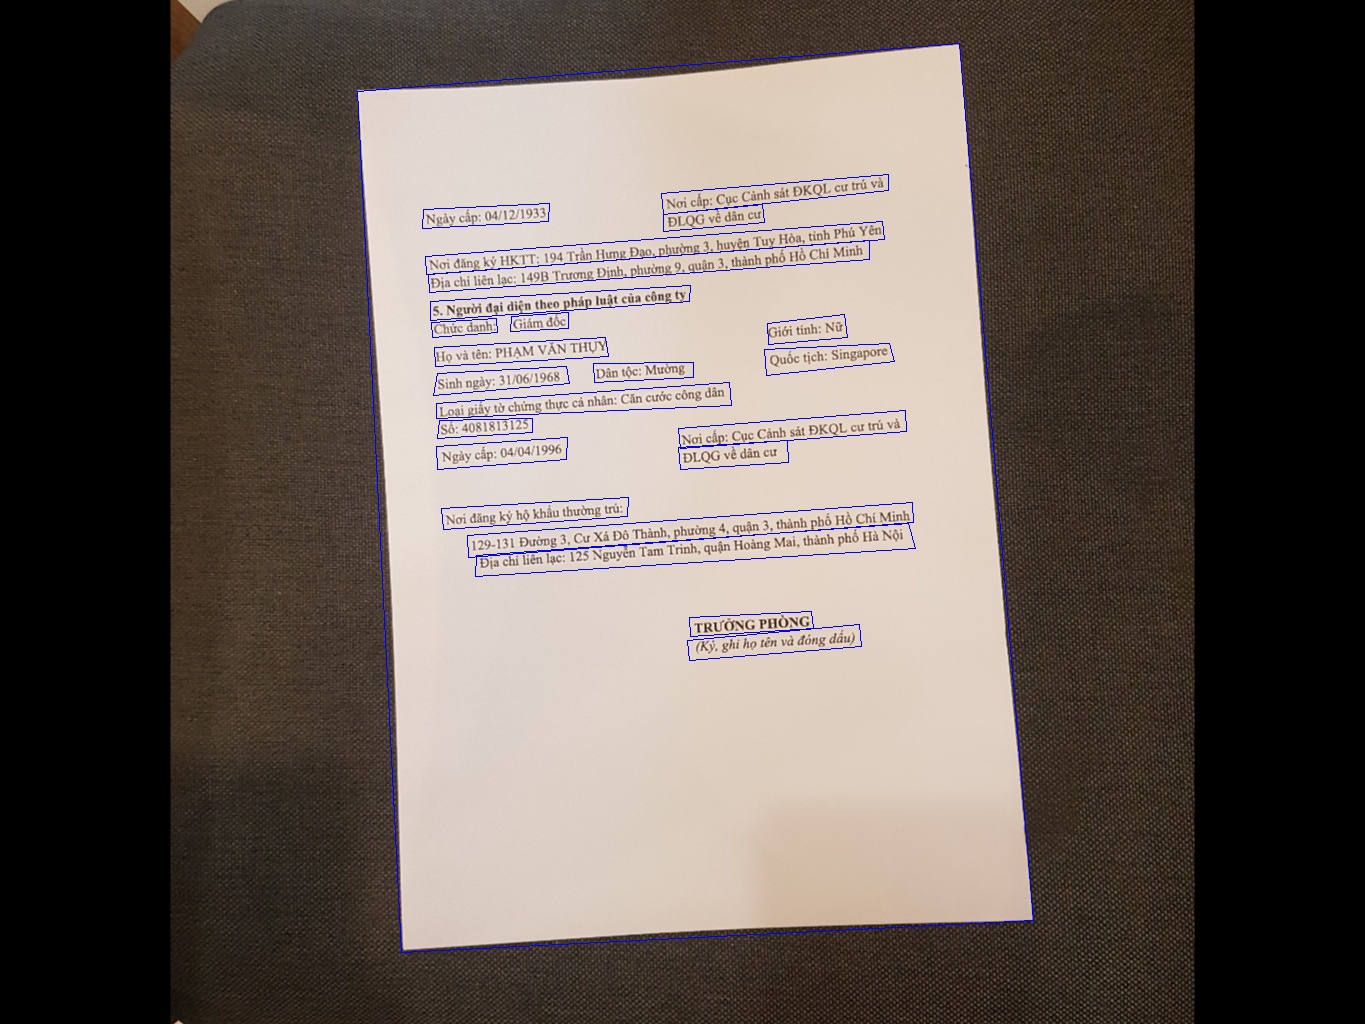 Ngày cấp: 04/12/1933
Nơi cấp: Cục Cảnh sát ĐKQL cư trú và
ĐLQG về dân cư
Nơi đăng ký HKTT: 194 Trần Hưng Đạo, phường 3, huyện Tuy Hòa, tỉnh Phú Yên
Địa chỉ liên lạc: 149B Trương Định, phường 9, quận 3, thành phố Hồ Chí Minh
5. Người đại diện theo pháp luật của công ty
Chức danh: Giám đốc
Họ và tên: PHẠM VĂN THỤY
Giới tính: Nữ
Sinh ngày: 31/06/1968
Dân tộc: Mường
Quốc tịch: Singapore
Loại giấy tờ chứng thực cá nhân: Căn cước công dân
Số: 4081813125
Ngày cấp: 04/04/1996
Nơi cấp: Cục Cảnh sát ĐKQL cư trú và
ĐLQG về dân cư
Nơi đăng ký hộ khẩu thường trú:
129-131 Đường 3, Cư Xá Đô Thành, phường 4, quận 3, thành phố Hồ Chí Minh
Địa chỉ liên lạc: 125 Nguyễn Tam Trinh, quận Hoàng Mai, thành phố Hà Nội
TRƯỞNG PHÒNG
(Ký, ghi họ tên và đóng dấu)